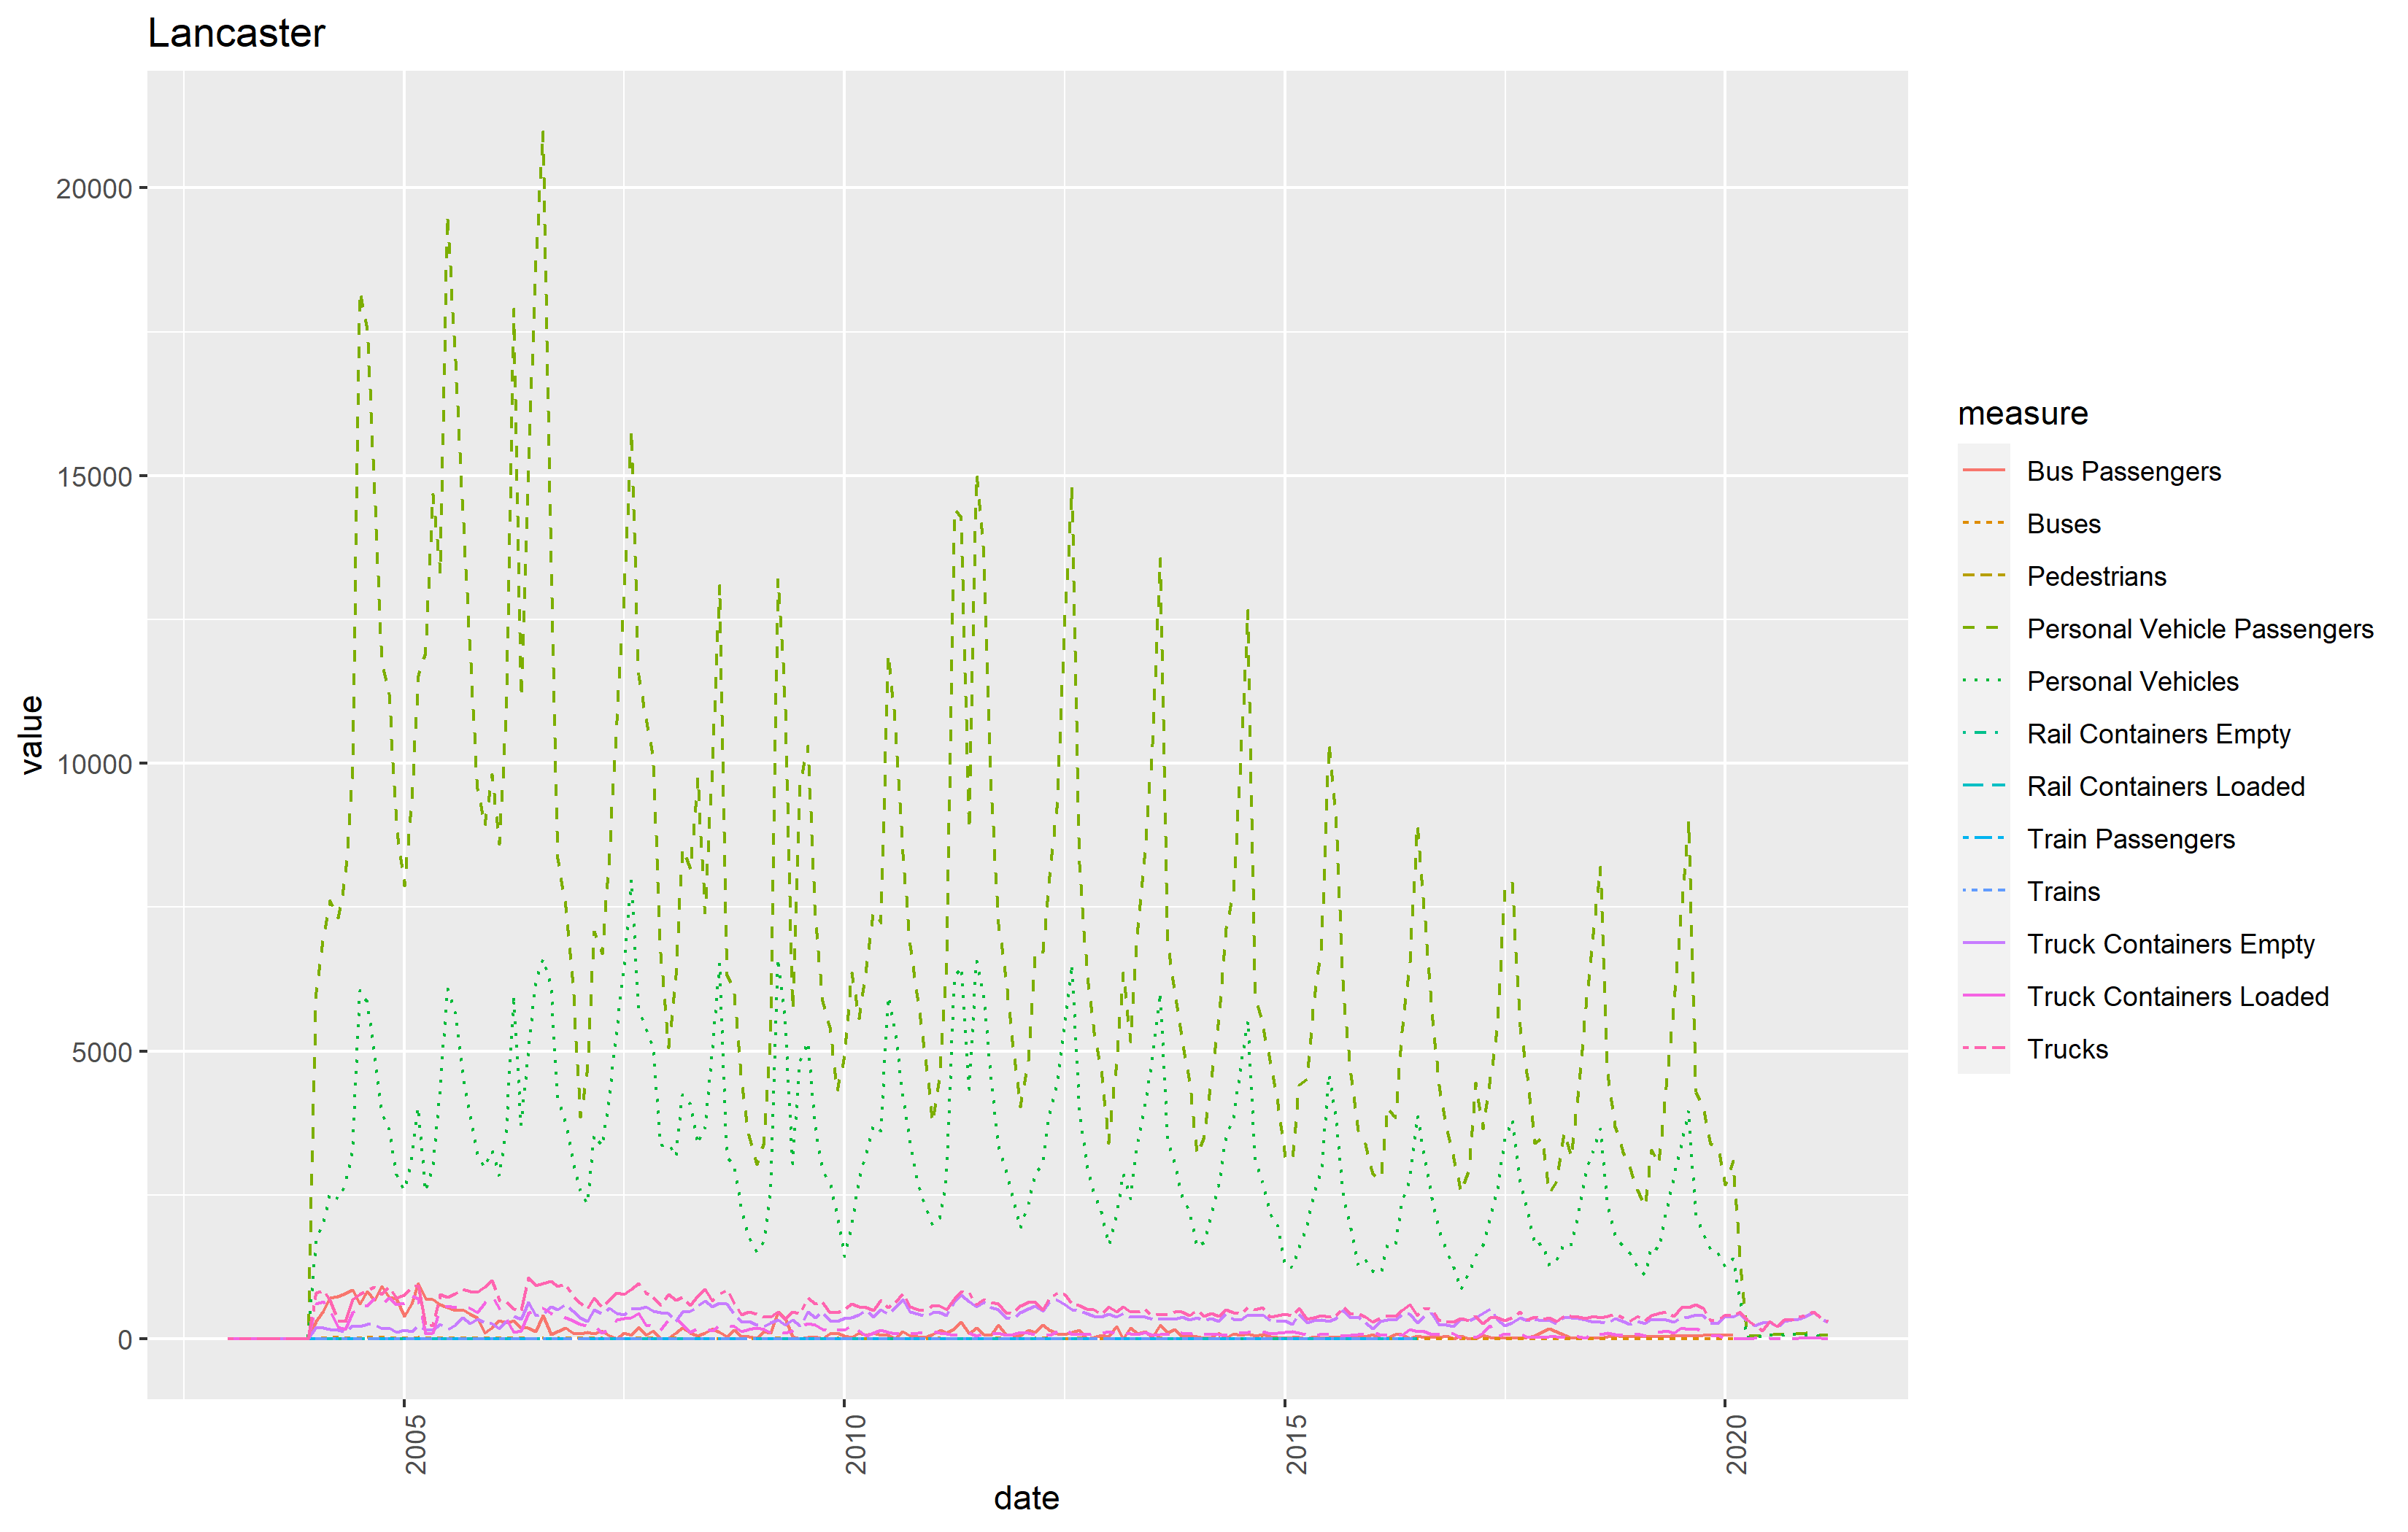 Lancaster
20000
15000
10000
5000
0
value
2005
2010
2015
2020
date
measure
Bus Passengers
Buses
Pedestrians
Personal Vehicle Passengers
Personal Vehicles
Rail Containers Empty
Rail Containers Loaded
Train Passengers
Trains
Truck Containers Empty
Truck Containers Loaded
Trucks